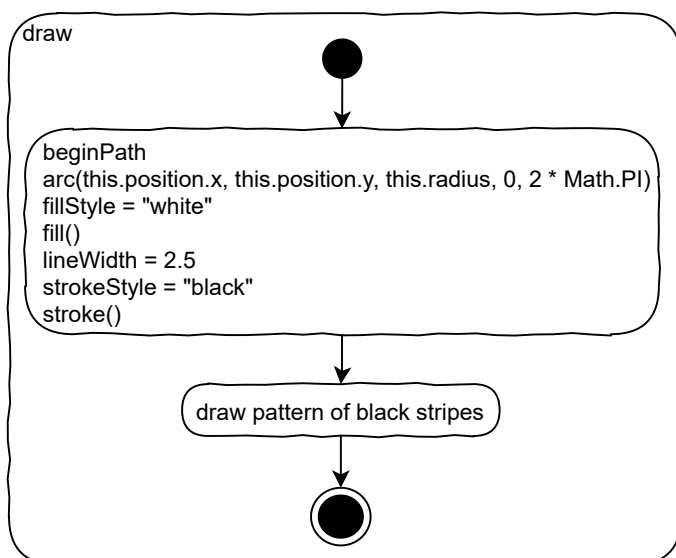 draw
beginPath
arc(this.position.x, this.position.y, this.radius, 0, 2 * Math.PI)
fillStyle = "white"
fill()
lineWidth = 2.5
strokeStyle = "black"
stroke()
draw pattern of black stripes